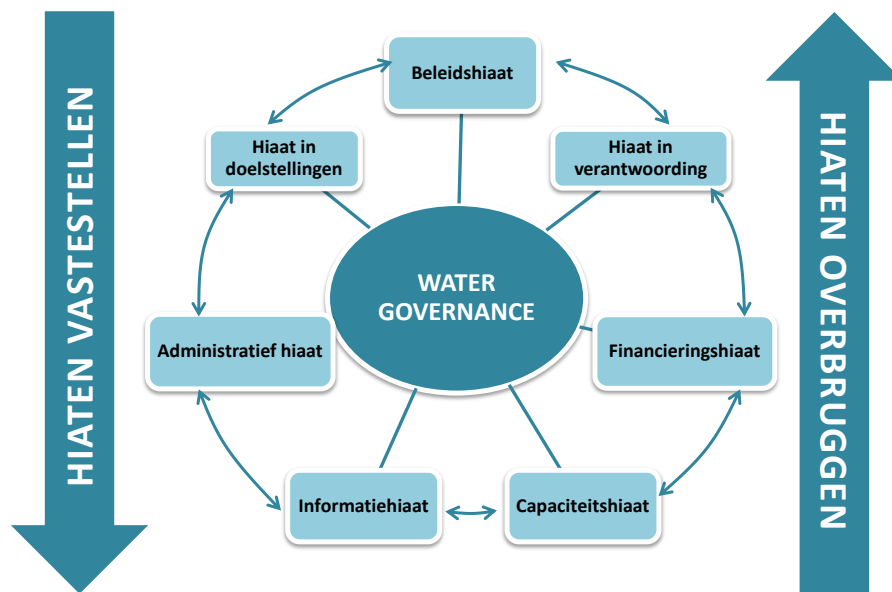 HIATEN VASTESTELLEN
Beleidshiaat
Hiaat in
doelstellingen
Hiaat in
verantwoording
WATER
GOVERNANCE
Administratief hiaat
Financieringshiaat
Informatiehiaat
Capaciteitshiaat
HIATEN OVERBRUGGEN